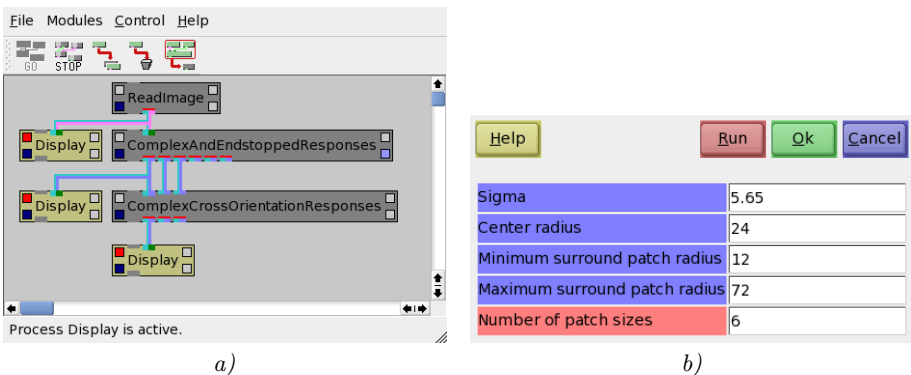 File Modules Control Help
GO STOP
ReadImage
Display ComplexAndEndstoppedResponses
Display ComplexCrossOrientationResponses
Display
Process Display is active.
a)
Help Run Ok Cancel
Sigma 5.65
Center radius 24
Minimum surround patch radius 12
Maximum surround patch radius 72
Number of patch sizes 6
b)